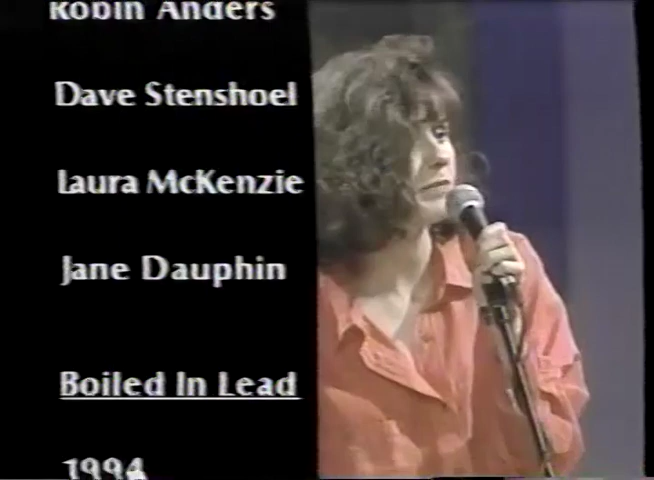 Robin Anders
Dave Stenshoel
Laura McKenzie
Jane Dauphin
Boiled In Lead
1994